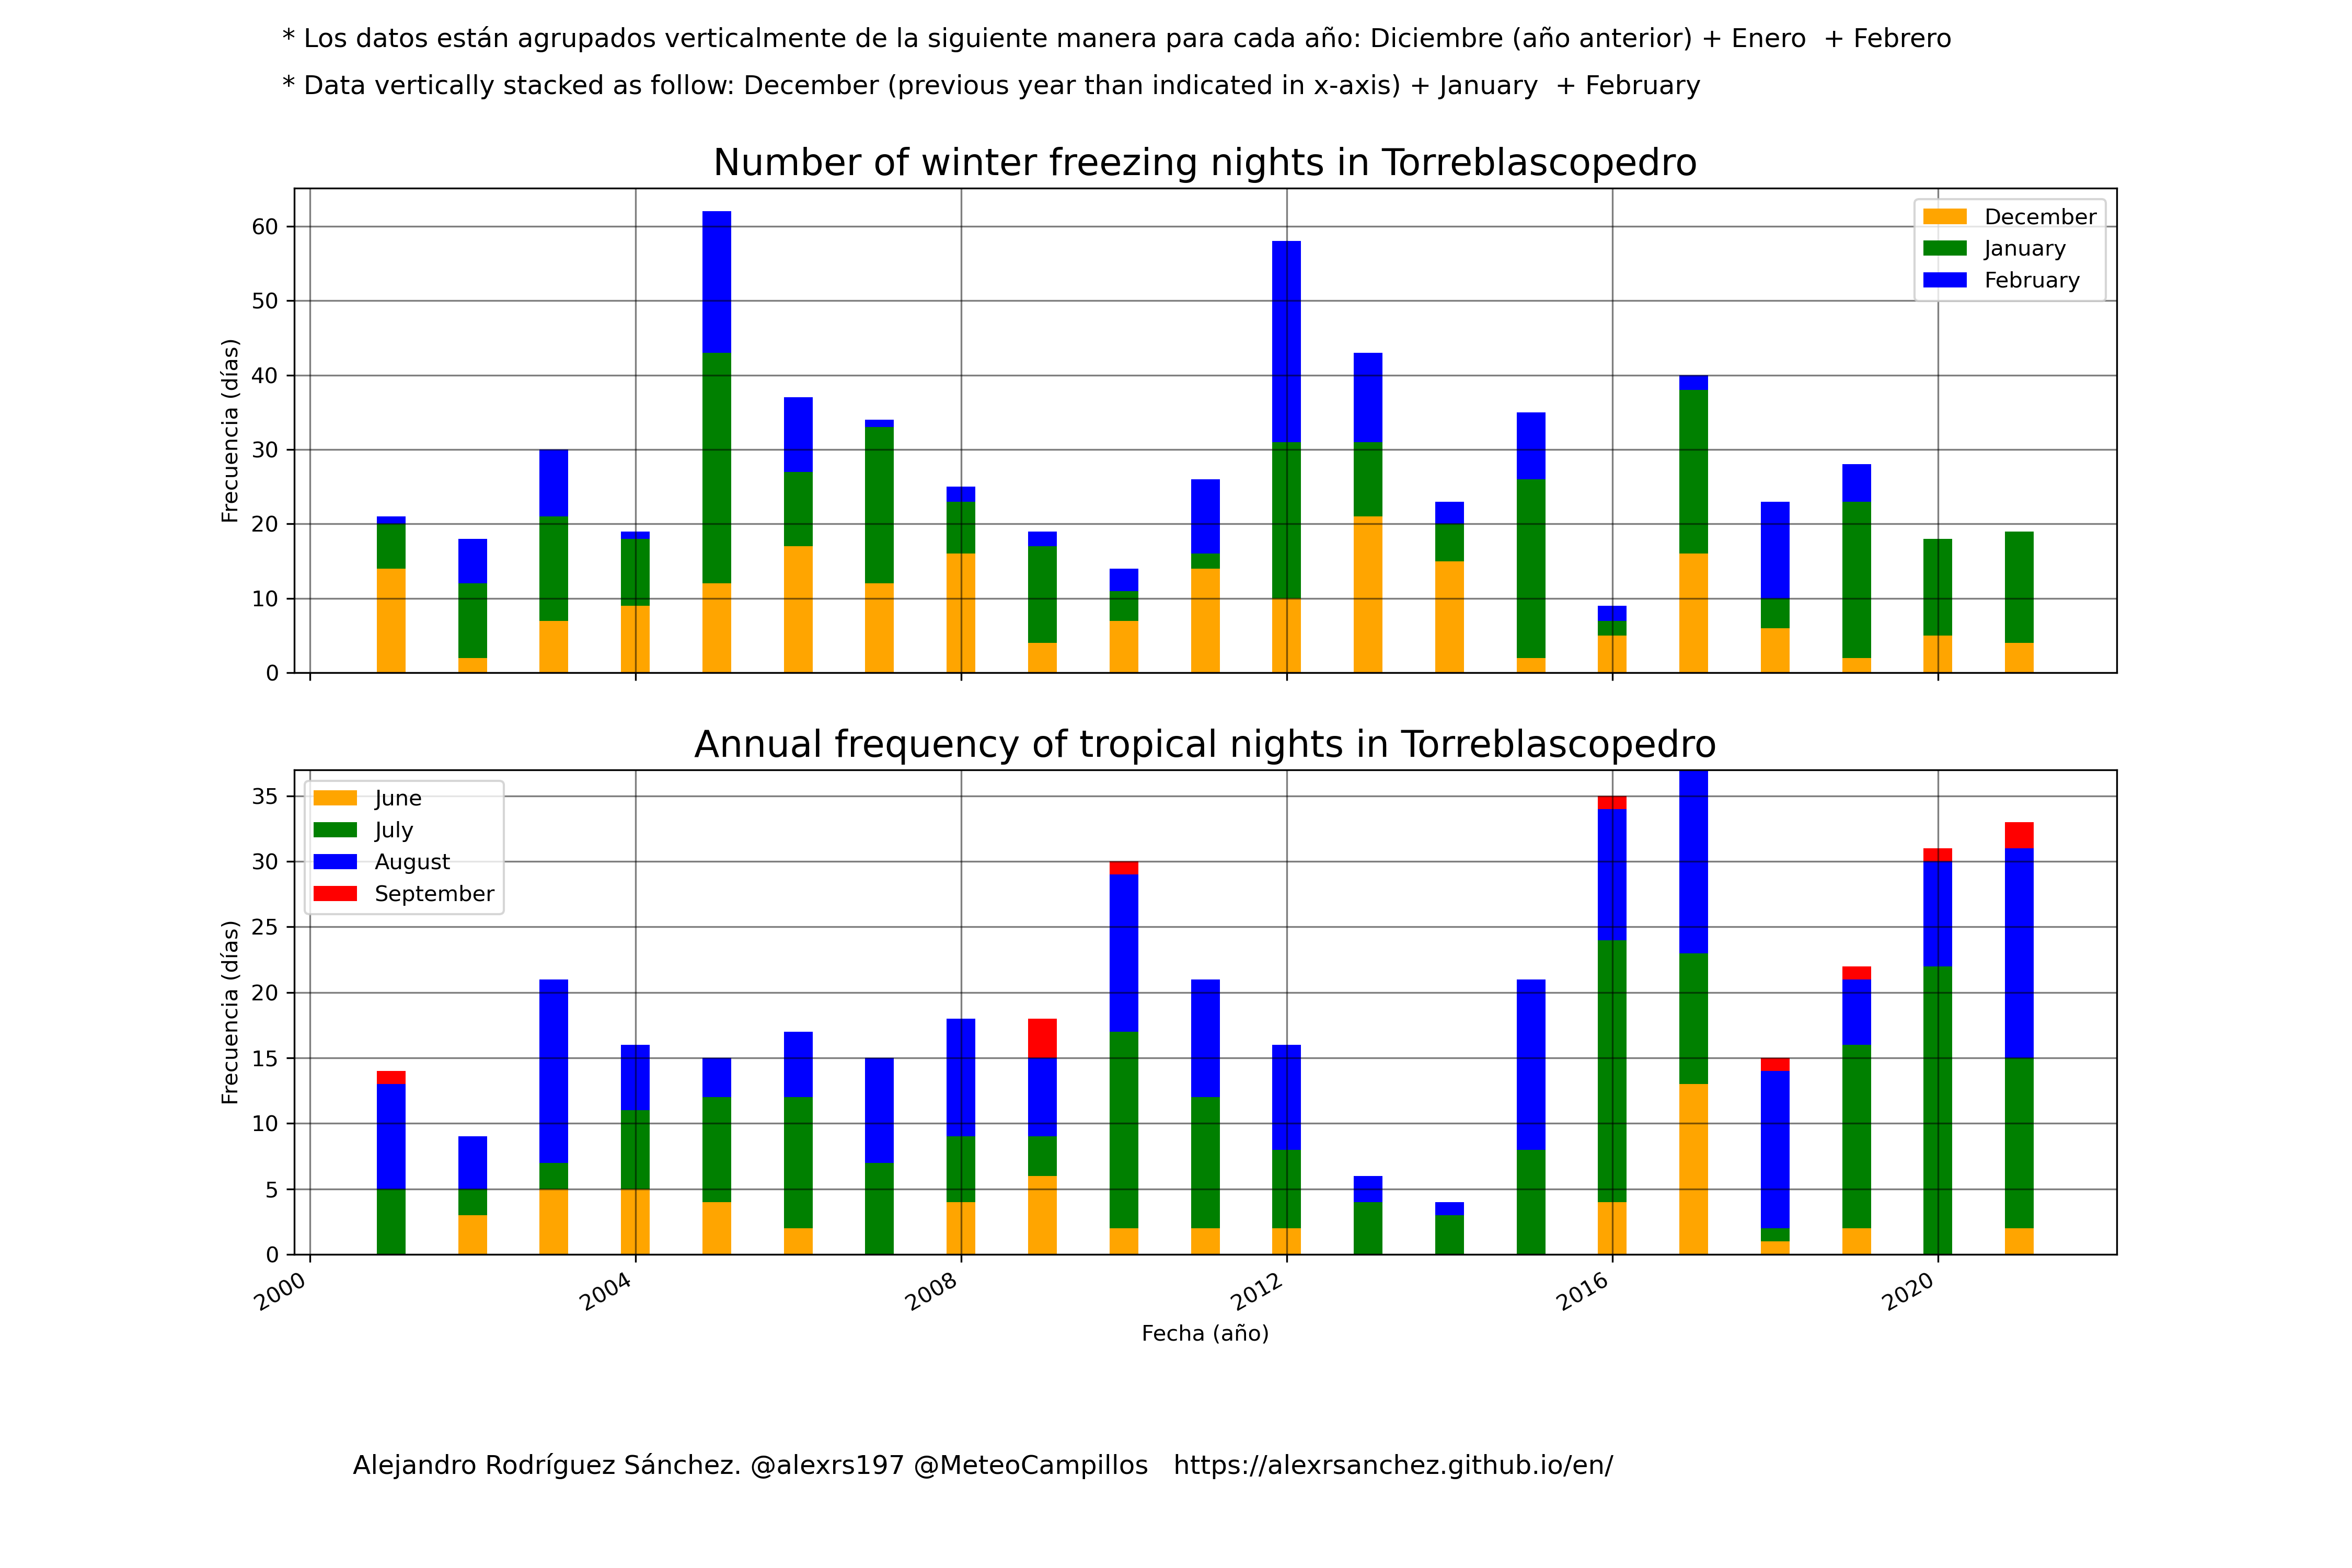 * Los datos están agrupados verticalmente de la siguiente manera para cada año: Diciembre (año anterior) + Enero  + Febrero
* Data vertically stacked as follow: December (previous year than indicated in x-axis) + January  + February
Number of winter freezing nights in Torreblascopedro
Frecuencia (días)
60
50
40
30
20
10
0
December
January
February
Annual frequency of tropical nights in Torreblascopedro
Frecuencia (días)
35
30
25
20
15
10
5
0
June
July
August
September
2000
2004
2008
2012
2016
2020
Fecha (año)
Alejandro Rodríguez Sánchez. @alexrs197 @MeteoCampillos   https://alexrsanchez.github.io/en/